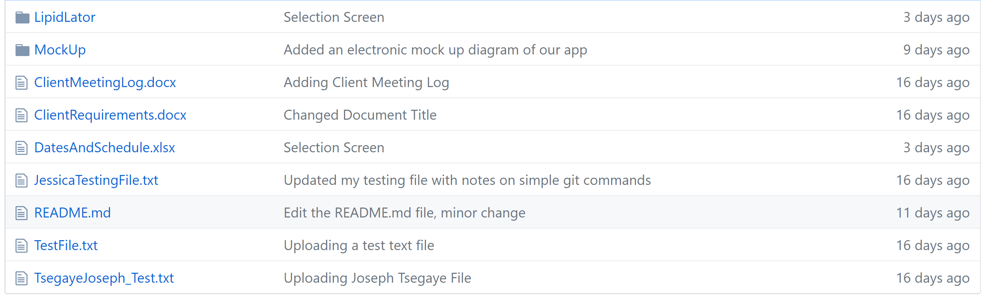 LipidLator Selection Screen 3 days ago
MockUp Added an electronic mock up diagram of our app 9 days ago
ClientMeetingLog.docx Adding Client Meeting Log 16 days ago
ClientRequirements.docx Changed Document Title 16 days ago
DatesAndSchedule.xlsx Selection Screen 3 days ago
JessicaTestingFile.txt Updated my testing file with notes on simple git commands 16 days ago
README.md Edit the README.md file, minor change 11 days ago
TestFile.txt Uploading a test text file 16 days ago
TsegayeJoseph_Test.txt Uploading Joseph Tsegaye File 16 days ago